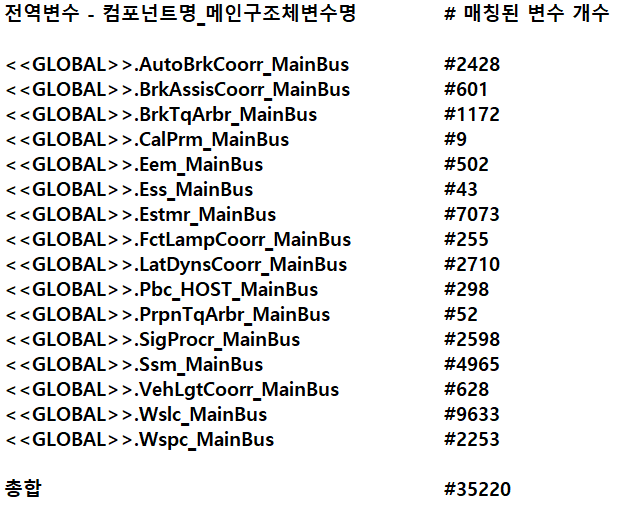 전역변수 - 컴포넌트명_메인구조체변수명 # 매칭된 변수 개수
<<GLOBAL>>.AutoBrkCoorr_MainBus #2428
<<GLOBAL>>.BrkAssisCoorr_MainBus #601
<<GLOBAL>>.BrkTqArbr_MainBus #1172
<<GLOBAL>>.CalPrm_MainBus #9
<<GLOBAL>>.Eem_MainBus #502
<<GLOBAL>>.Ess_MainBus #43
<<GLOBAL>>.Estmr_MainBus #7073
<<GLOBAL>>.FctLampCoorr_MainBus #255
<<GLOBAL>>.LatDynsCoorr_MainBus #2710
<<GLOBAL>>.Pbc_HOST_MainBus #298
<<GLOBAL>>.PrpnTqArbr_MainBus #52
<<GLOBAL>>.SigProcr_MainBus #2598
<<GLOBAL>>.Ssm_MainBus #4965
<<GLOBAL>>.VehLgtCoorr_MainBus #628
<<GLOBAL>>.Wslc_MainBus #9633
<<GLOBAL>>.Wspc_MainBus #2253
총합 #35220